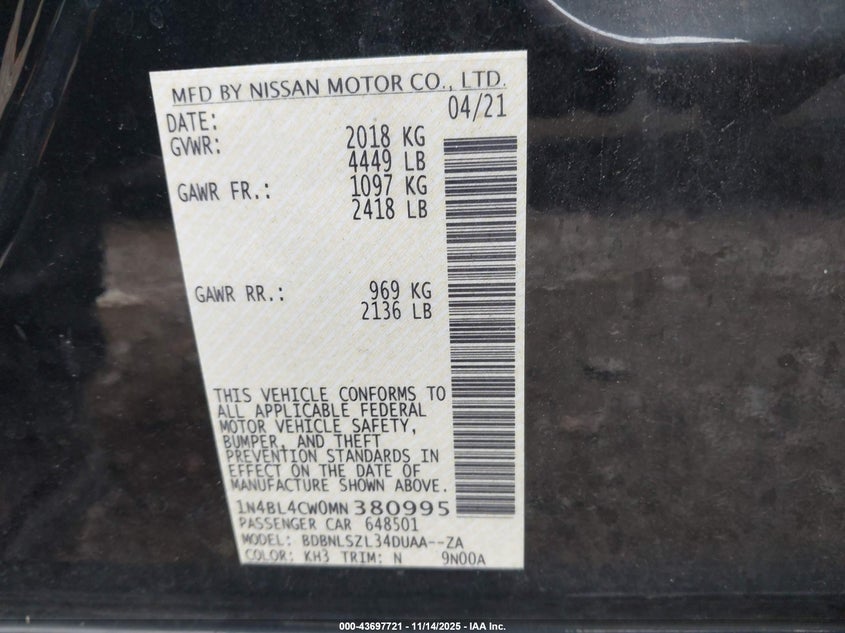 MFD BY NISSAN MOTOR CO., LTD.
DATE: 04/21
GVWR: 2018 KG
4449 LB
GAWR FR.: 1097 KG
2418 LB
GAWR RR.: 969 KG
2136 LB
THIS VEHICLE CONFORMS TO
ALL APPLICABLE FEDERAL
MOTOR VEHICLE SAFETY,
BUMPER, AND THEFT
PREVENTION STANDARDS IN
EFFECT ON THE DATE OF
MANUFACTURE SHOWN ABOVE.
1N4BL4CW0MN380995
PASSENGER CAR 648501
MODEL: BDBNLSZL34DUAA--ZA
COLOR: KH3 TRIM: N 9N00A
000-43697721 - 11/14/2025 - IAA Inc.